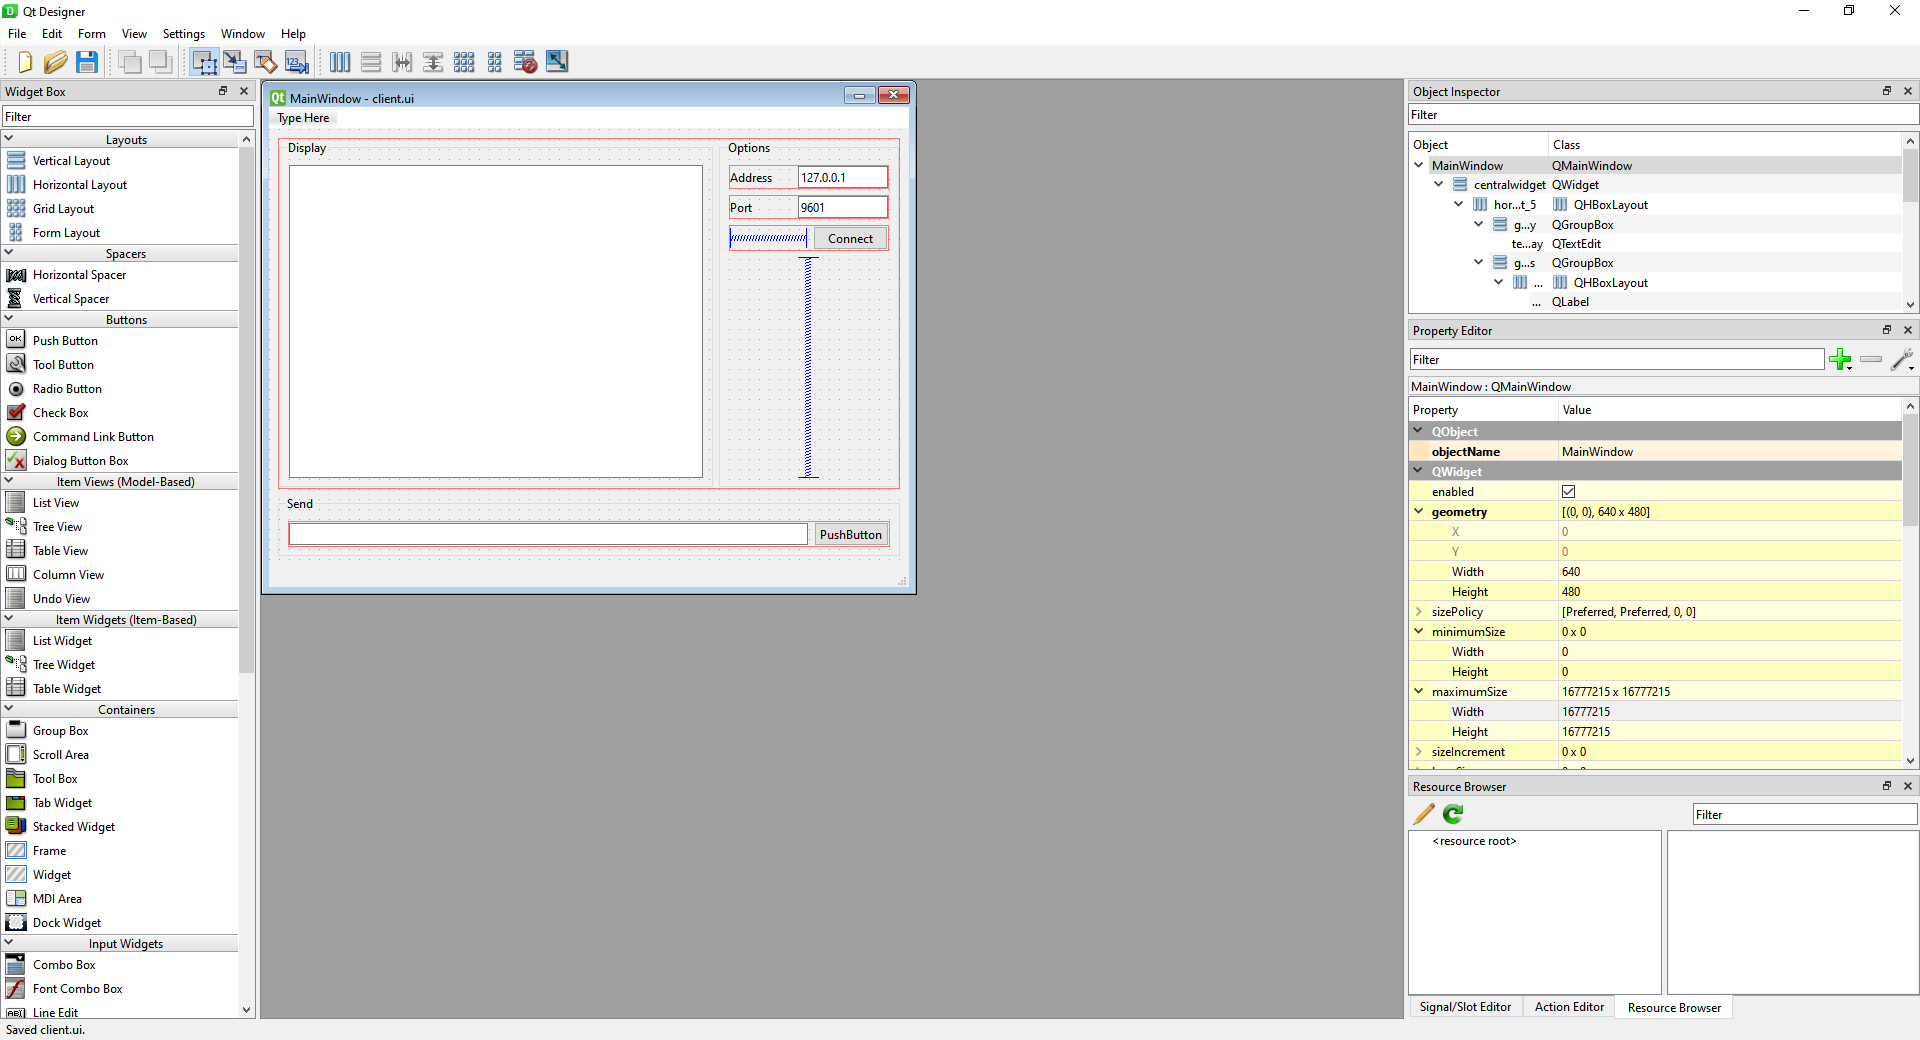 Qt Designer
File Edit Form View Settings Window Help
Widget Box
Filter
Layouts
Vertical Layout
Horizontal Layout
Grid Layout
Form Layout
Spacers
Horizontal Spacer
Vertical Spacer
Buttons
Push Button
Tool Button
Radio Button
Check Box
Command Link Button
Dialog Button Box
Item Views (Model-Based)
List View
Tree View
Table View
Column View
Undo View
Item Widgets (Item-Based)
List Widget
Tree Widget
Table Widget
Containers
Group Box
Scroll Area
Tool Box
Tab Widget
Stacked Widget
Frame
Widget
MDI Area
Dock Widget
Input Widgets
Combo Box
Font Combo Box
Line Edit
Saved client.ui.
MainWindow - client.ui
Type Here
Display
Options
Address 127.0.0.1
Port 9601
Connect
Send
PushButton
Object Inspector
Filter
Object Class
MainWindow QMainWindow
centralwidget QWidget
hor...t_5 QHBoxLayout
g...y QGroupBox
te...ay QTextEdit
g...s QGroupBox
... QHBoxLayout
... QLabel
Property Editor
Filter
MainWindow : QMainWindow
Property Value
QObject
objectName MainWindow
QWidget
enabled
geometry [(0, 0), 640 x 480]
X 0
Y 0
Width 640
Height 480
sizePolicy [Preferred, Preferred, 0, 0]
minimumSize 0 x 0
Width 0
Height 0
maximumSize 16777215 x 16777215
Width 16777215
Height 16777215
sizeIncrement 0 x 0
Resource Browser
Filter
<resource root>
Signal/Slot Editor Action Editor Resource Browser